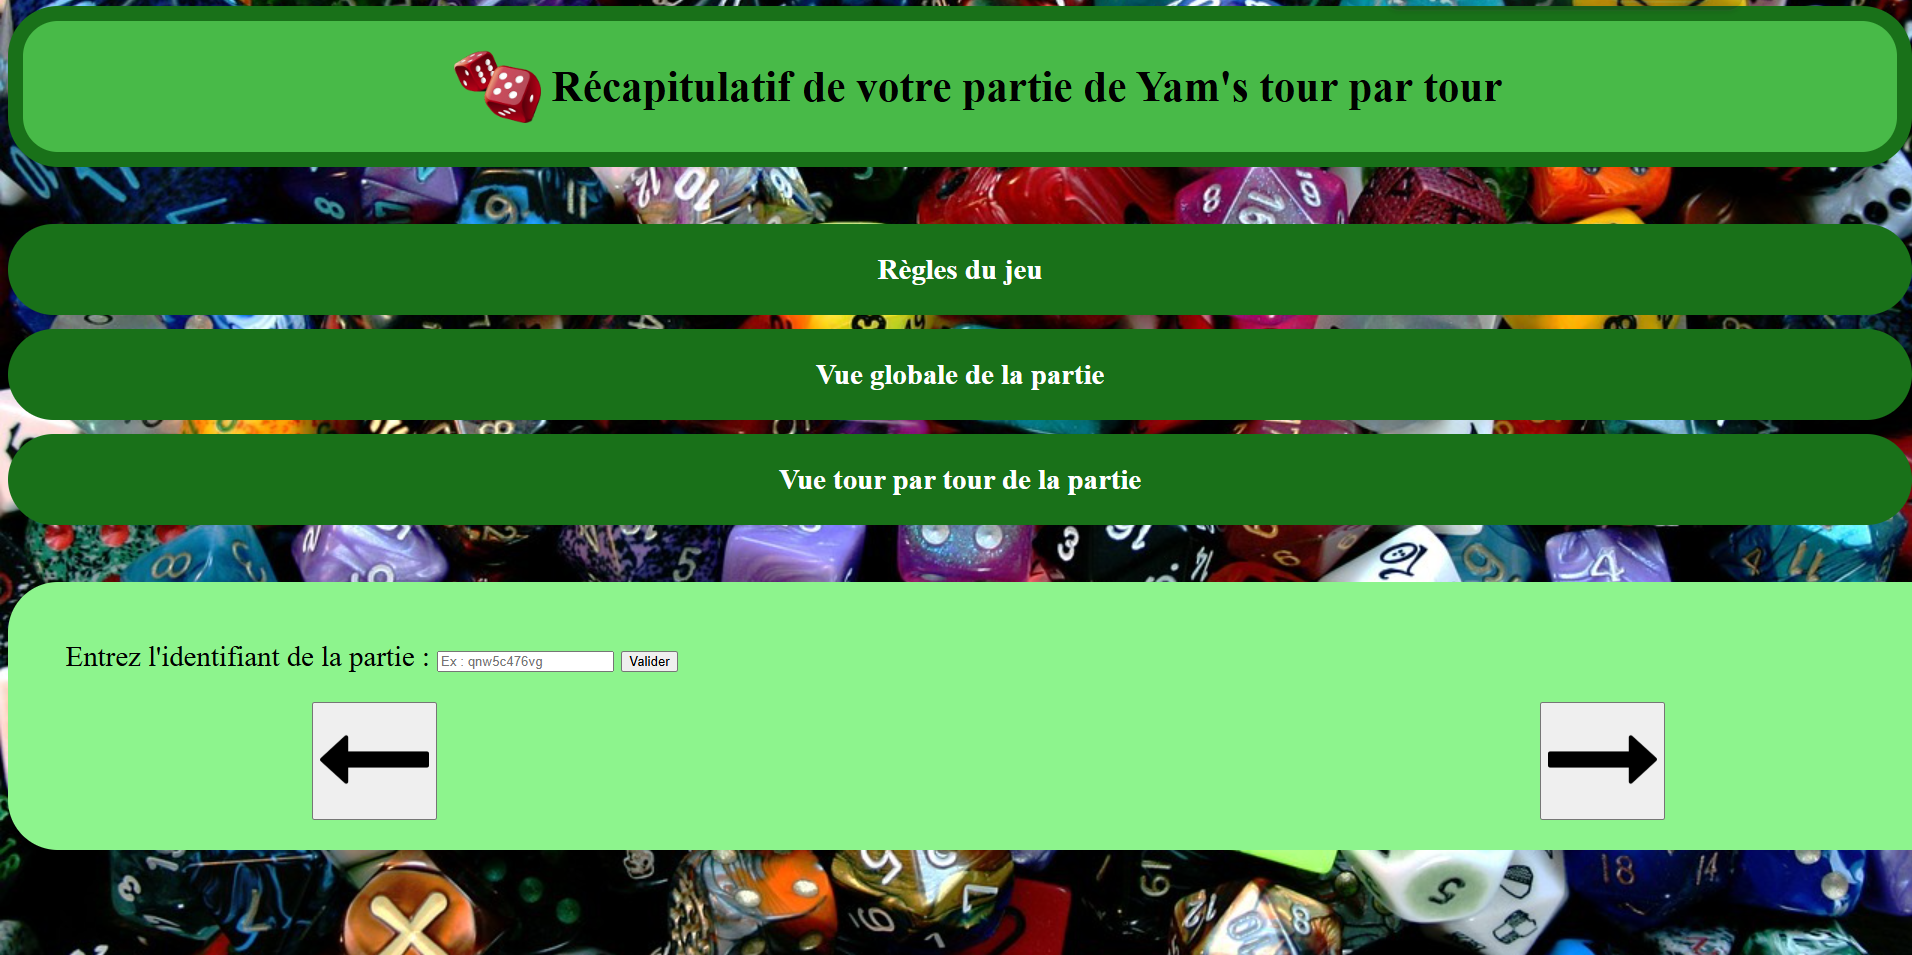 Récapitulatif de votre partie de Yam's tour par tour
Règles du jeu
Vue globale de la partie
Vue tour par tour de la partie
Entrez l'identifiant de la partie : Ex : qnw5c476vg Valider